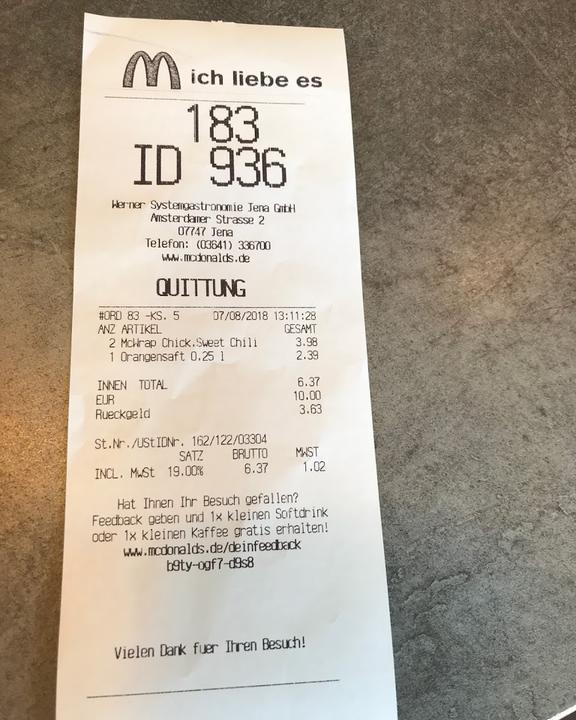 M ich liebe es
183
ID 936
Werner Systemgastronomie Jena GmbH
Amsterdamer Strasse 2
07747 Jena
Telefon: (03641) 336700
www.mcdonalds.de
QUITTUNG
#ORD 83 -KS. 5 07/08/2018 13:11:28
ANZ ARTIKEL GESAMT
2 McWrap Chick.Sweet Chili 3.98
1 Orangensaft 0.25 l 2.39
INNEN TOTAL 6.37
EUR 10.00
Rueckgeld 3.63
St.Nr./UStIDNr. 162/122/03304
SATZ BRUTTO MWST
INCL. MwSt 19.00% 6.37 1.02
Hat Ihnen Ihr Besuch gefallen?
Feedback geben und 1x kleinen Softdrink
oder 1x kleinen Kaffee gratis erhalten!
www.mcdonalds.de/deinfeedback
b9ty-ogf7-d9s8
Vielen Dank fuer Ihren Besuch!